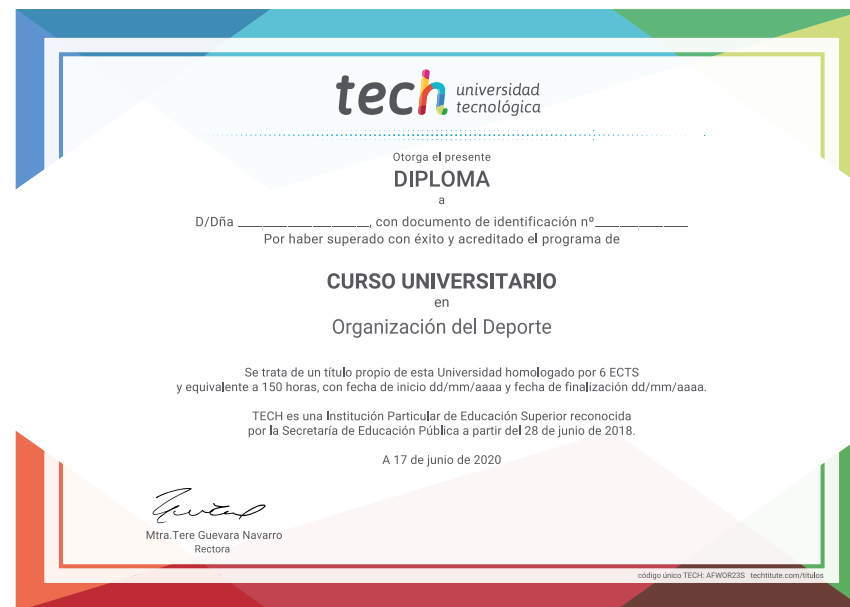 tech universidad
tecnológica
Otorga el presente
DIPLOMA
a
D/Dña ____________________, con documento de identificación nº______________
Por haber superado con éxito y acreditado el programa de
CURSO UNIVERSITARIO
en
Organización del Deporte
Se trata de un título propio de esta Universidad homologado por 6 ECTS
y equivalente a 150 horas, con fecha de inicio dd/mm/aaaa y fecha de finalización dd/mm/aaaa.
TECH es una Institución Particular de Educación Superior reconocida
por la Secretaría de Educación Pública a partir del 28 de junio de 2018.
A 17 de junio de 2020
Mtra.Tere Guevara Navarro
Rectora
código único TECH: AFWOR23S techtitute.com/titulos